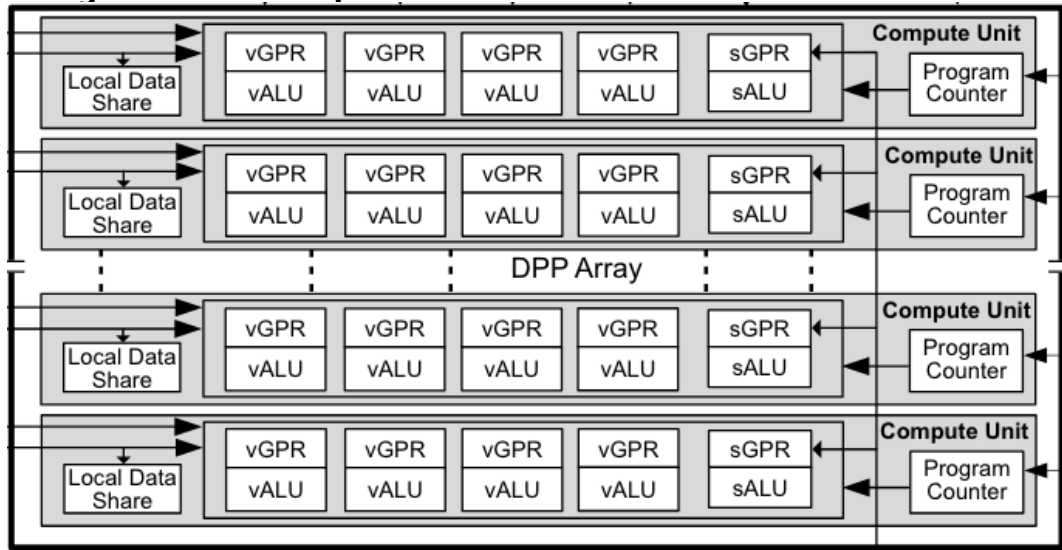 Compute Unit
vGPR vGPR vGPR vGPR sGPR
vALU vALU vALU vALU sALU
Local Data
Share
Program
Counter
Compute Unit
vGPR vGPR vGPR vGPR sGPR
vALU vALU vALU vALU sALU
Local Data
Share
Program
Counter
DPP Array
Compute Unit
vGPR vGPR vGPR vGPR sGPR
vALU vALU vALU vALU sALU
Local Data
Share
Program
Counter
Compute Unit
vGPR vGPR vGPR vGPR sGPR
vALU vALU vALU vALU sALU
Local Data
Share
Program
Counter